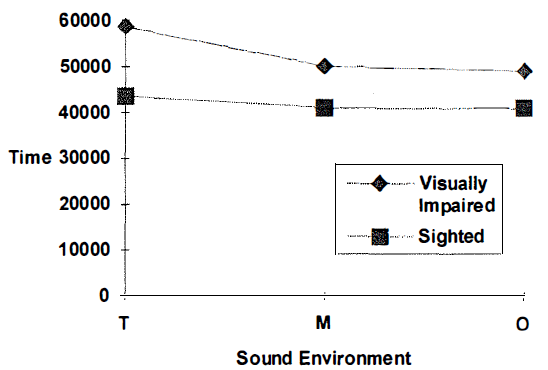 60000
50000
40000
Time 30000
20000
10000
0
Visually
Impaired
Sighted
T M O
Sound Environment